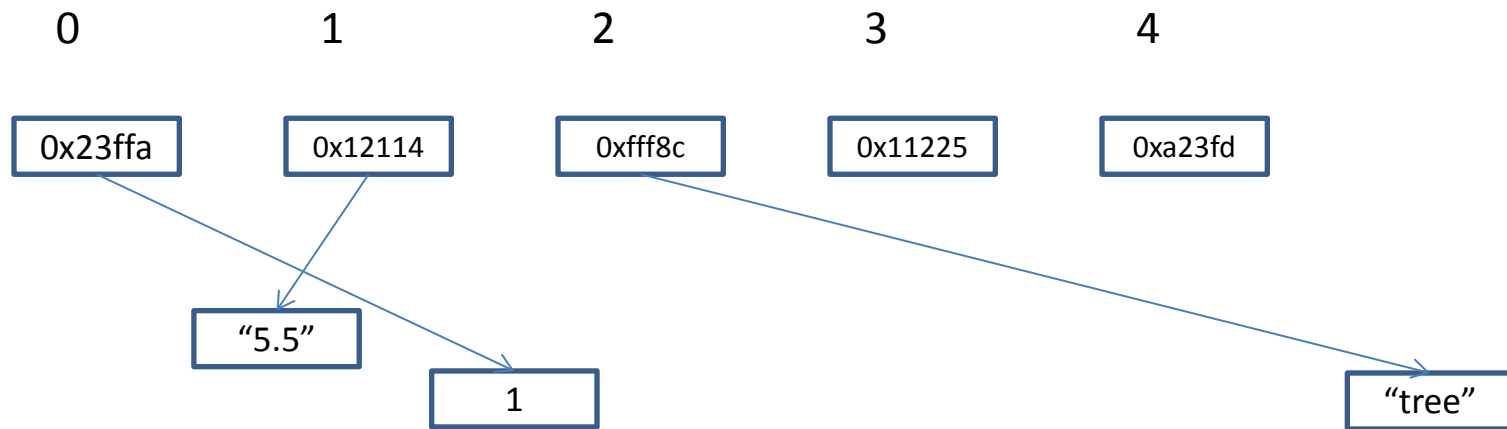 0 1 2 3 4
0x23ffa 0x12114 0xfff8c 0x11225 0xa23fd
“5.5”
1 “tree”